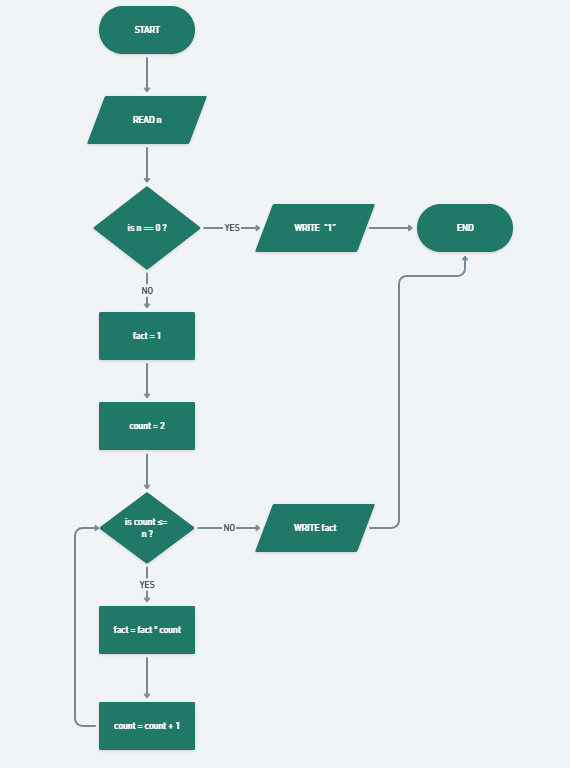 START
READ n
is n == 0 ?
YES
WRITE "1"
END
NO
fact = 1
count = 2
is count <=
n ?
NO
WRITE fact
YES
fact = fact * count
count = count + 1